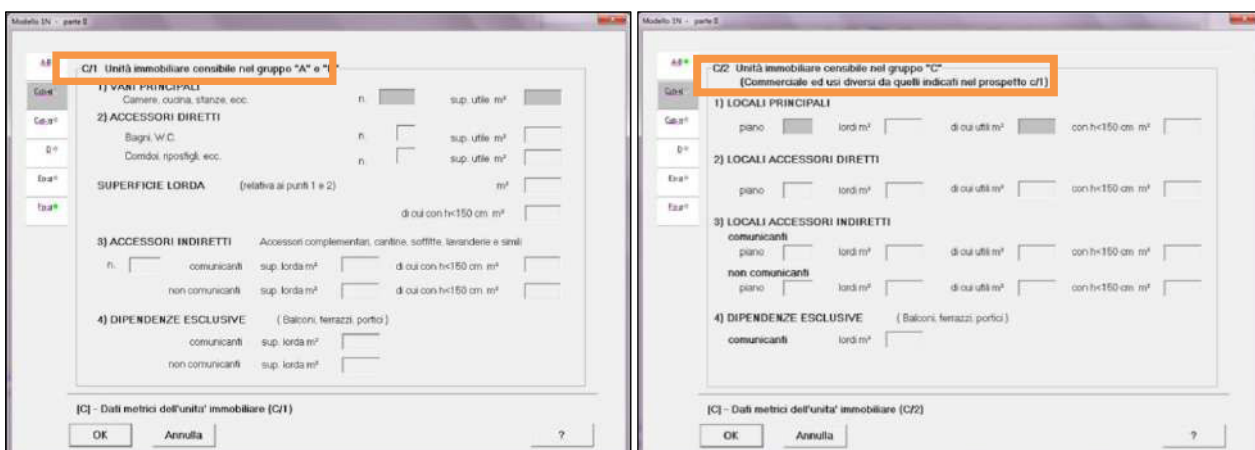 Modello 1N - parte II
C/1 Unità immobiliare censibile nel gruppo "A" e
1) VANI PRINCIPALI
Camere, cucina, stanze, ecc. n. sup. utile m²
2) ACCESSORI DIRETTI
Bagni, W.C. n. sup. utile m²
Corridoi, ripostigli, ecc. n. sup. utile m²
SUPERFICIE LORDA (relativa ai punti 1 e 2) m²
di cui con h<150 cm m²
3) ACCESSORI INDIRETTI Accessori complementari, cantine, soffitte, lavanderie e simili
n. comunicanti sup. lorda m² di cui con h<150 cm m²
non comunicanti sup. lorda m² di cui con h<150 cm m²
4) DIPENDENZE ESCLUSIVE ( Balconi, terrazzi, portici )
comunicanti sup. lorda m²
non comunicanti sup. lorda m²
[C] - Dati metrici dell'unita' immobiliare (C/1)
OK Annulla ?
Modello 1N - parte II
C/2 Unità immobiliare censibile nel gruppo "C"
(Commerciale ed usi diversi da quelli indicati nel prospetto c/1)
1) LOCALI PRINCIPALI
piano lordi m² di cui utili m² con h<150 cm m²
2) LOCALI ACCESSORI DIRETTI
piano lordi m² di cui utili m² con h<150 cm m²
3) LOCALI ACCESSORI INDIRETTI
comunicanti
piano lordi m² di cui utili m² con h<150 cm m²
non comunicanti
piano lordi m² di cui utili m² con h<150 cm m²
4) DIPENDENZE ESCLUSIVE ( Balconi, terrazzi, portici )
comunicanti lordi m²
[C] - Dati metrici dell'unita' immobiliare (C/2)
OK Annulla ?